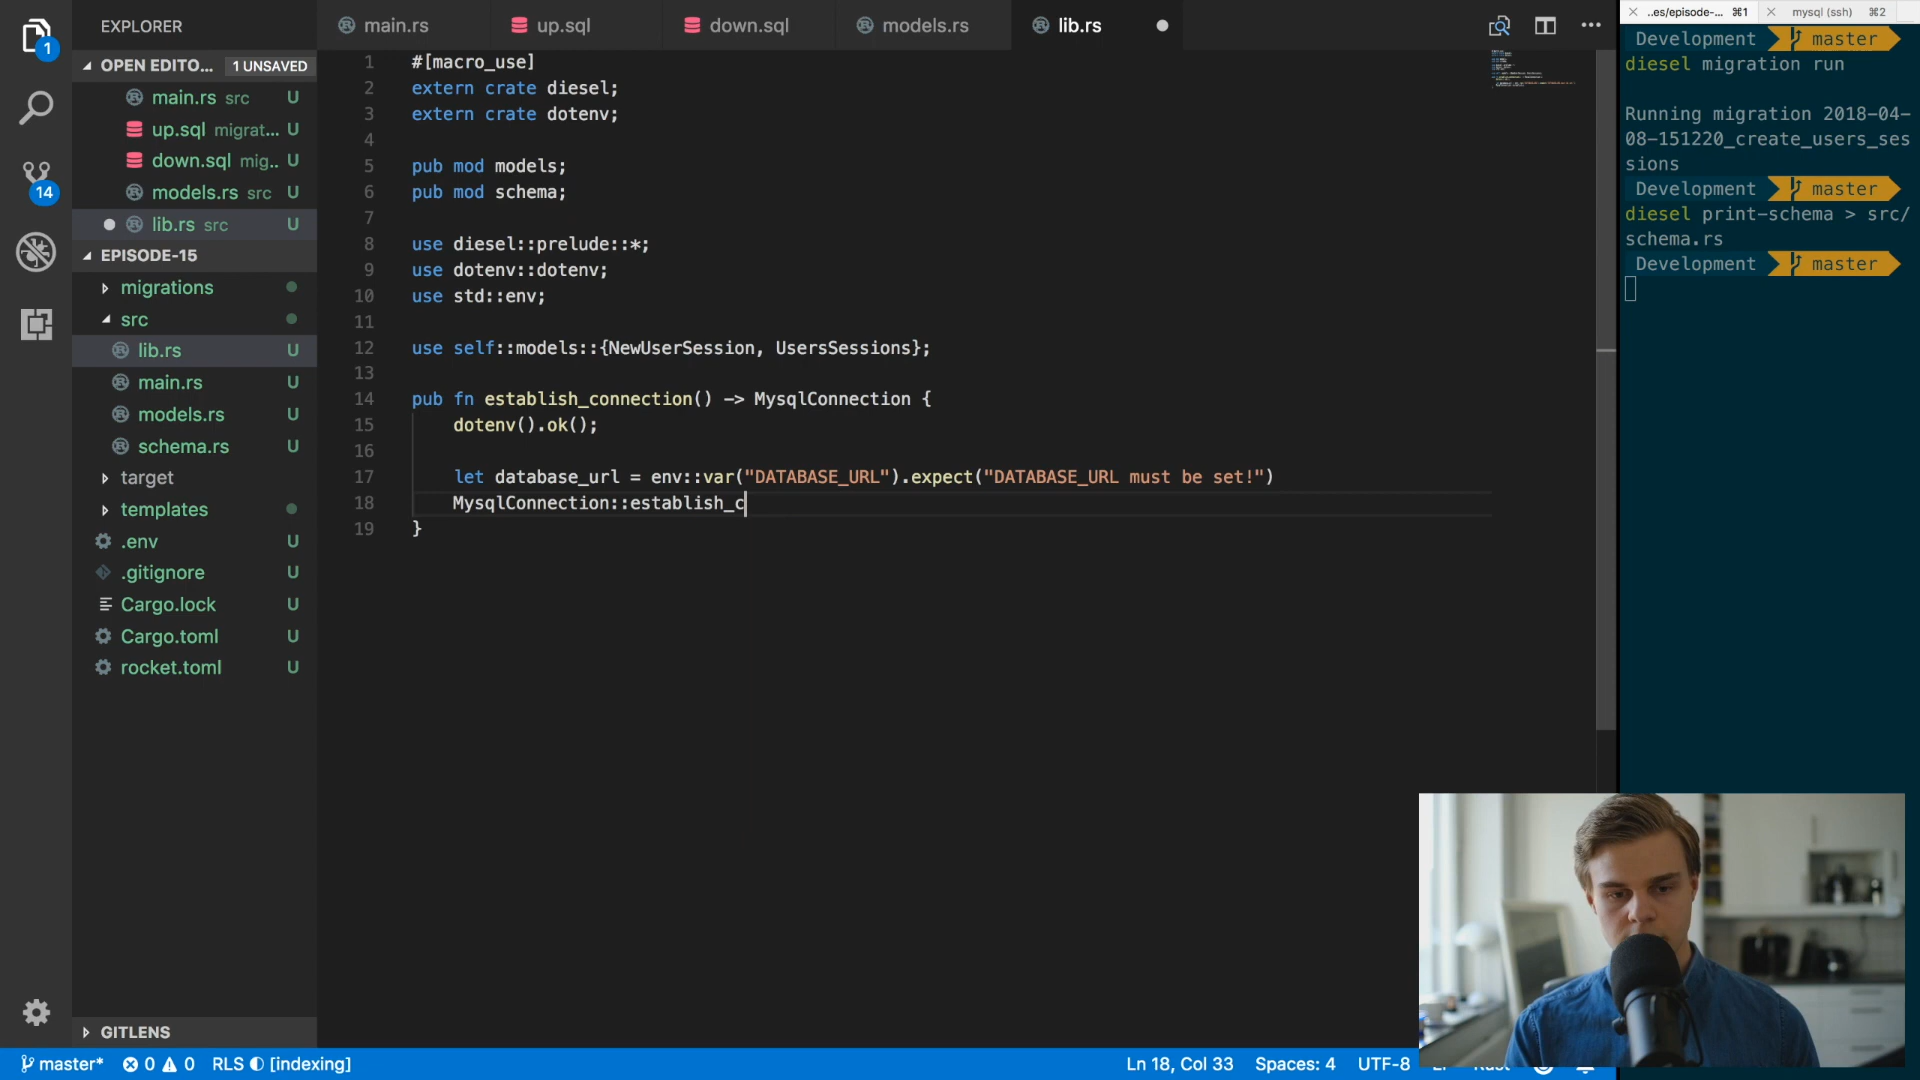 EXPLORER
OPEN EDITO... 1 UNSAVED
main.rs src U
up.sql migrat... U
down.sql mig... U
models.rs src U
lib.rs src U
EPISODE-15
migrations
src
lib.rs U
main.rs U
models.rs U
schema.rs U
target
templates
.env U
.gitignore U
Cargo.lock U
Cargo.toml U
rocket.toml U
GITLENS
1
14
main.rs up.sql down.sql models.rs lib.rs
1 #[macro_use]
2 extern crate diesel;
3 extern crate dotenv;
4
5 pub mod models;
6 pub mod schema;
7
8 use diesel::prelude::*;
9 use dotenv::dotenv;
10 use std::env;
11
12 use self::models::{NewUserSession, UsersSessions};
13
14 pub fn establish_connection() -> MysqlConnection {
15 dotenv().ok();
16
17 let database_url = env::var("DATABASE_URL").expect("DATABASE_URL must be set!")
18 MysqlConnection::establish_c
19 }
..es/episode-... ⌘1 mysql (ssh) ⌘2
Development master
diesel migration run
Running migration 2018-04-
08-151220_create_users_ses
sions
Development master
diesel print-schema > src/
schema.rs
Development master
master* 0 0 RLS [indexing] Ln 18, Col 33 Spaces: 4 UTF-8